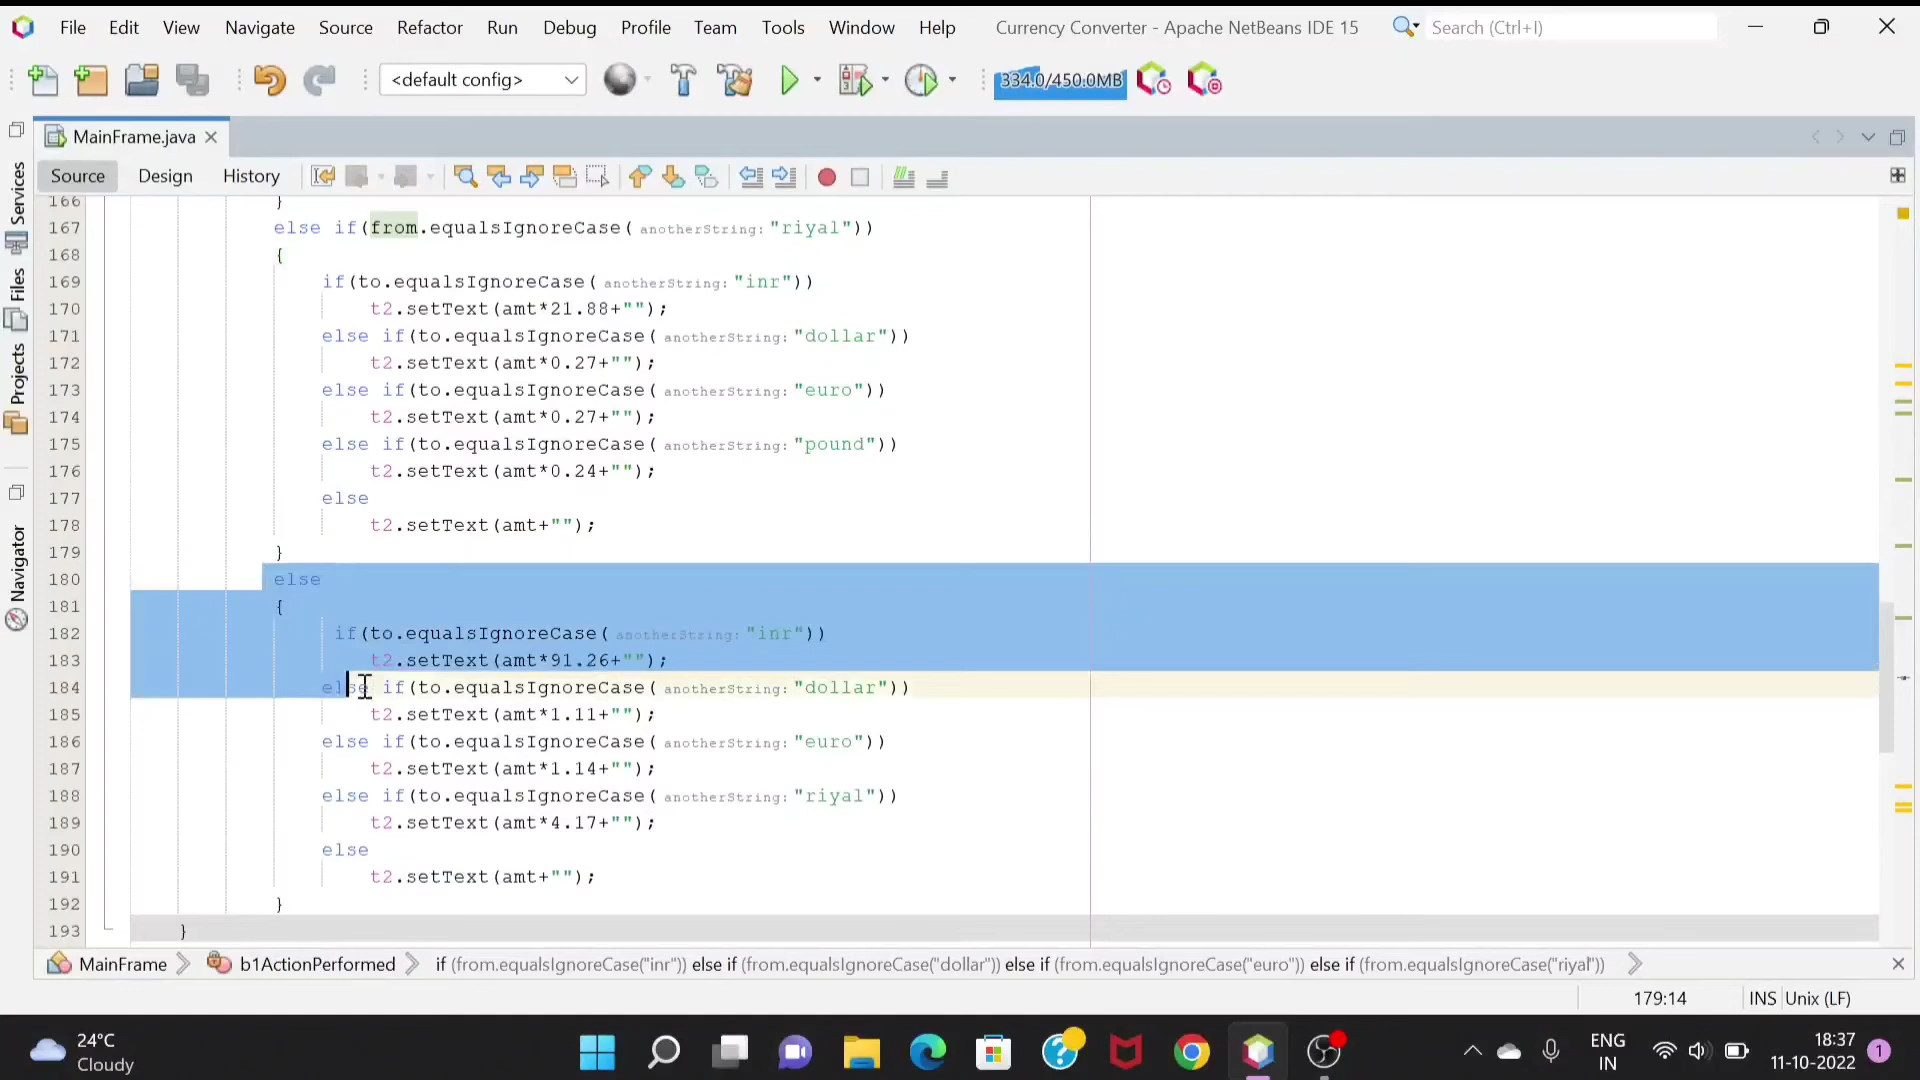 File Edit View Navigate Source Refactor Run Debug Profile Team Tools Window Help Currency Converter - Apache NetBeans IDE 15 Search (Ctrl+I)
<default config> 334.0/450.0MB
MainFrame.java
Source Design History
Services
Files
Projects
Navigator
166 }
167 else if(from.equalsIgnoreCase( anotherString: "riyal"))
168 {
169 if(to.equalsIgnoreCase( anotherString: "inr"))
170 t2.setText(amt*21.88+"");
171 else if(to.equalsIgnoreCase( anotherString: "dollar"))
172 t2.setText(amt*0.27+"");
173 else if(to.equalsIgnoreCase( anotherString: "euro"))
174 t2.setText(amt*0.27+"");
175 else if(to.equalsIgnoreCase( anotherString: "pound"))
176 t2.setText(amt*0.24+"");
177 else
178 t2.setText(amt+"");
179 }
180 else
181 {
182 if(to.equalsIgnoreCase( anotherString: "inr"))
183 t2.setText(amt*91.26+"");
184 else if(to.equalsIgnoreCase( anotherString: "dollar"))
185 t2.setText(amt*1.11+"");
186 else if(to.equalsIgnoreCase( anotherString: "euro"))
187 t2.setText(amt*1.14+"");
188 else if(to.equalsIgnoreCase( anotherString: "riyal"))
189 t2.setText(amt*4.17+"");
190 else
191 t2.setText(amt+"");
192 }
193 }
MainFrame b1ActionPerformed if (from.equalsIgnoreCase("inr")) else if (from.equalsIgnoreCase("dollar")) else if (from.equalsIgnoreCase("euro")) else if (from.equalsIgnoreCase("riyal"))
179:14 INS Unix (LF)
24°C
Cloudy
ENG
IN
18:37
11-10-2022
1